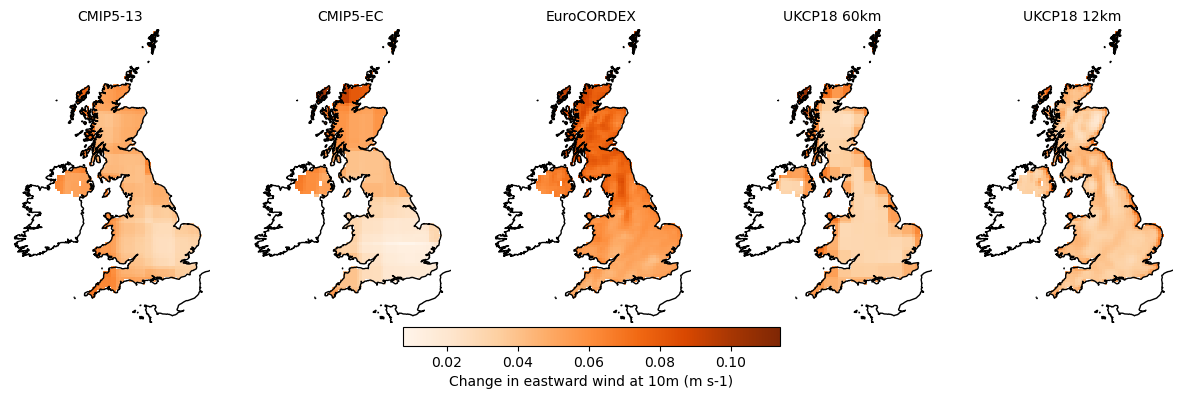 CMIP5-13
CMIP5-EC
EuroCORDEX
UKCP18 60km
UKCP18 12km
0.02
0.04
0.06
0.08
0.10
Change in eastward wind at 10m (m s-1)